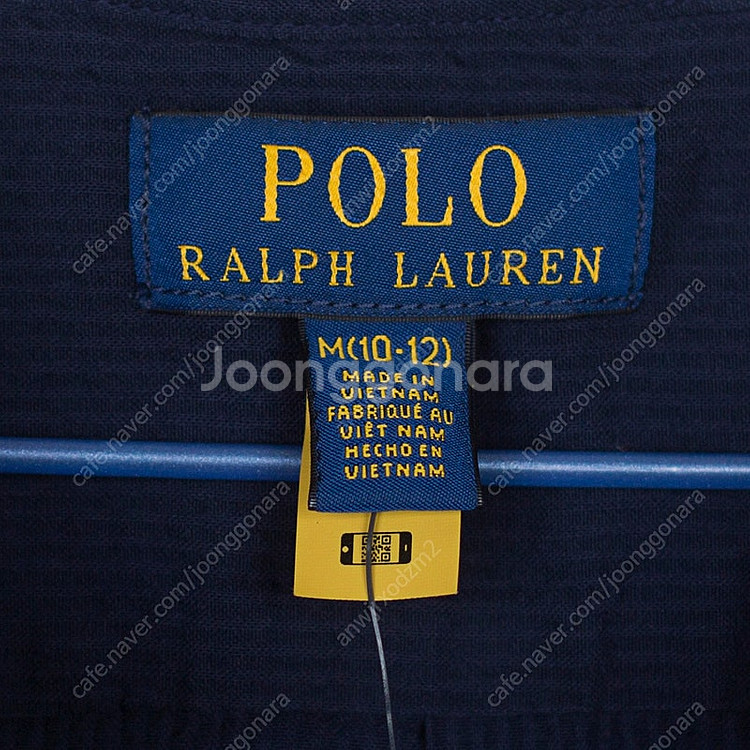 POLO
RALPH LAUREN
M(10-12)
MADE IN
VIETNAM
FABRIQUÉ AU
VIÊT NAM
HECHO EN
VIETNAM
Joonggonara
cafe.naver.com/joonggonara